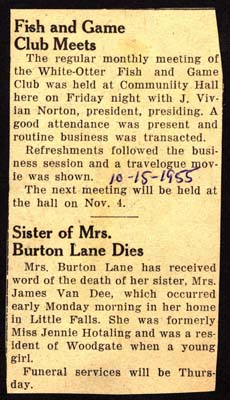 Fish and Game
Club Meets
The regular monthly meeting of
the White-Otter Fish and Game
Club was held at Communiity Hall
here on Friday night with J. Viv-
ian Norton, president, presiding. A
good attendance was present and
routine business was transacted.
Refreshments followed the busi-
ness session and a travelogue mov-
ie was shown. 10-15-1955
The next meeting will be held at
the hall on Nov. 4.
Sister of Mrs.
Burton Lane Dies
Mrs. Burton Lane has received
word of the death of her sister, Mrs.
James Van Dee, which occurred
early Monday morning in her home
in Little Falls. She was formerly
Miss Jennie Hotaling and was a res-
ident of Woodgate when a young
girl.
Funeral services will be Thurs-
day.